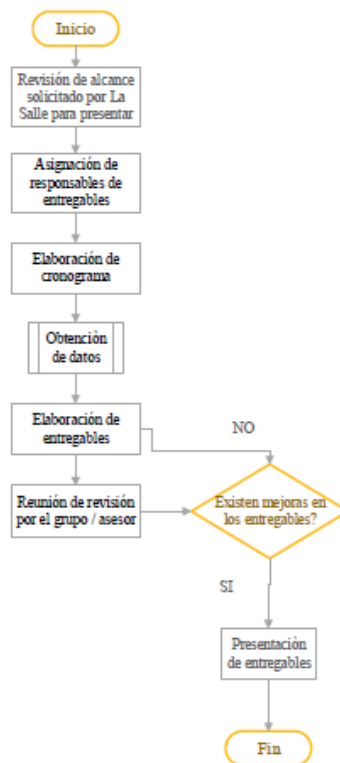 Inicio
Revisión de alcance
solicitado por La
Salle para presentar
Asignación de
responsables de
entregables
Elaboración de
cronograma
Obtención
de datos
Elaboración de
entregables
NO
Reunión de revisión
por el grupo / asesor
Existen mejoras en
los entregables?
SI
Presentación
de entregables
Fin